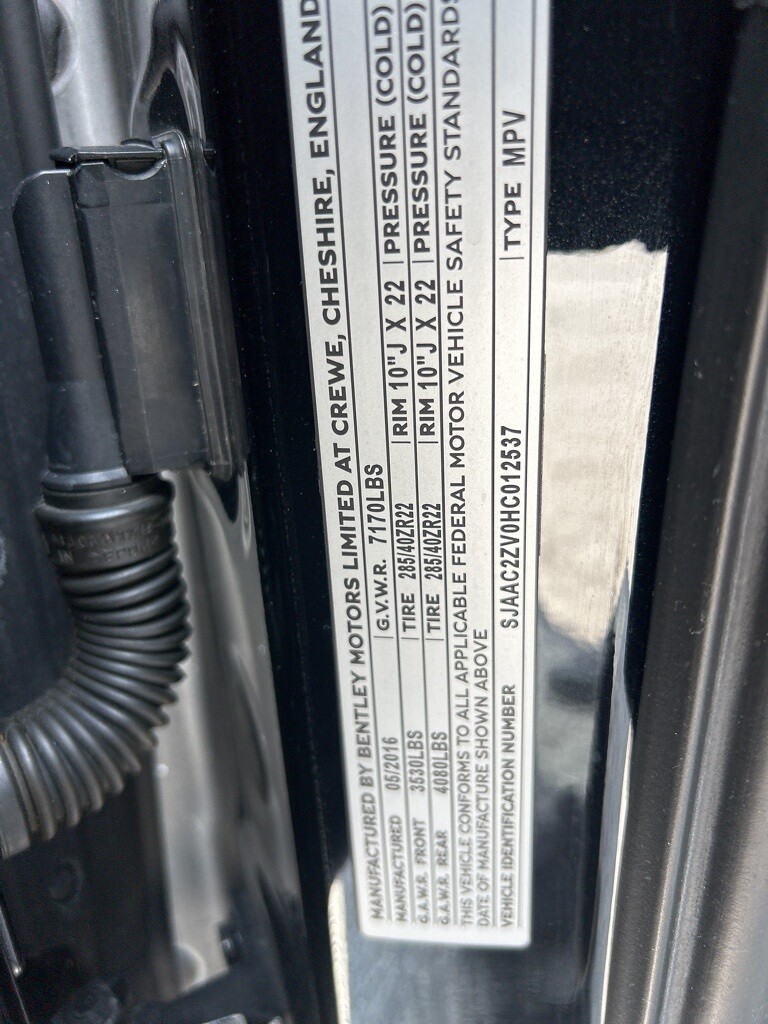 MANUFACTURED BY BENTLEY MOTORS LIMITED AT CREWE, CHESHIRE, ENGLAND
MANUFACTURED 05/2016 G.V.W.R. 7170LBS
G.A.W.R. FRONT 3530LBS TIRE 285/40ZR22 RIM 10"J X 22 PRESSURE (COLD)
G.A.W.R. REAR 4080LBS TIRE 285/40ZR22 RIM 10"J X 22 PRESSURE (COLD)
THIS VEHICLE CONFORMS TO ALL APPLICABLE FEDERAL MOTOR VEHICLE SAFETY STANDARDS
DATE OF MANUFACTURE SHOWN ABOVE
VEHICLE IDENTIFICATION NUMBER SJAAC2ZV0HC012537 TYPE MPV